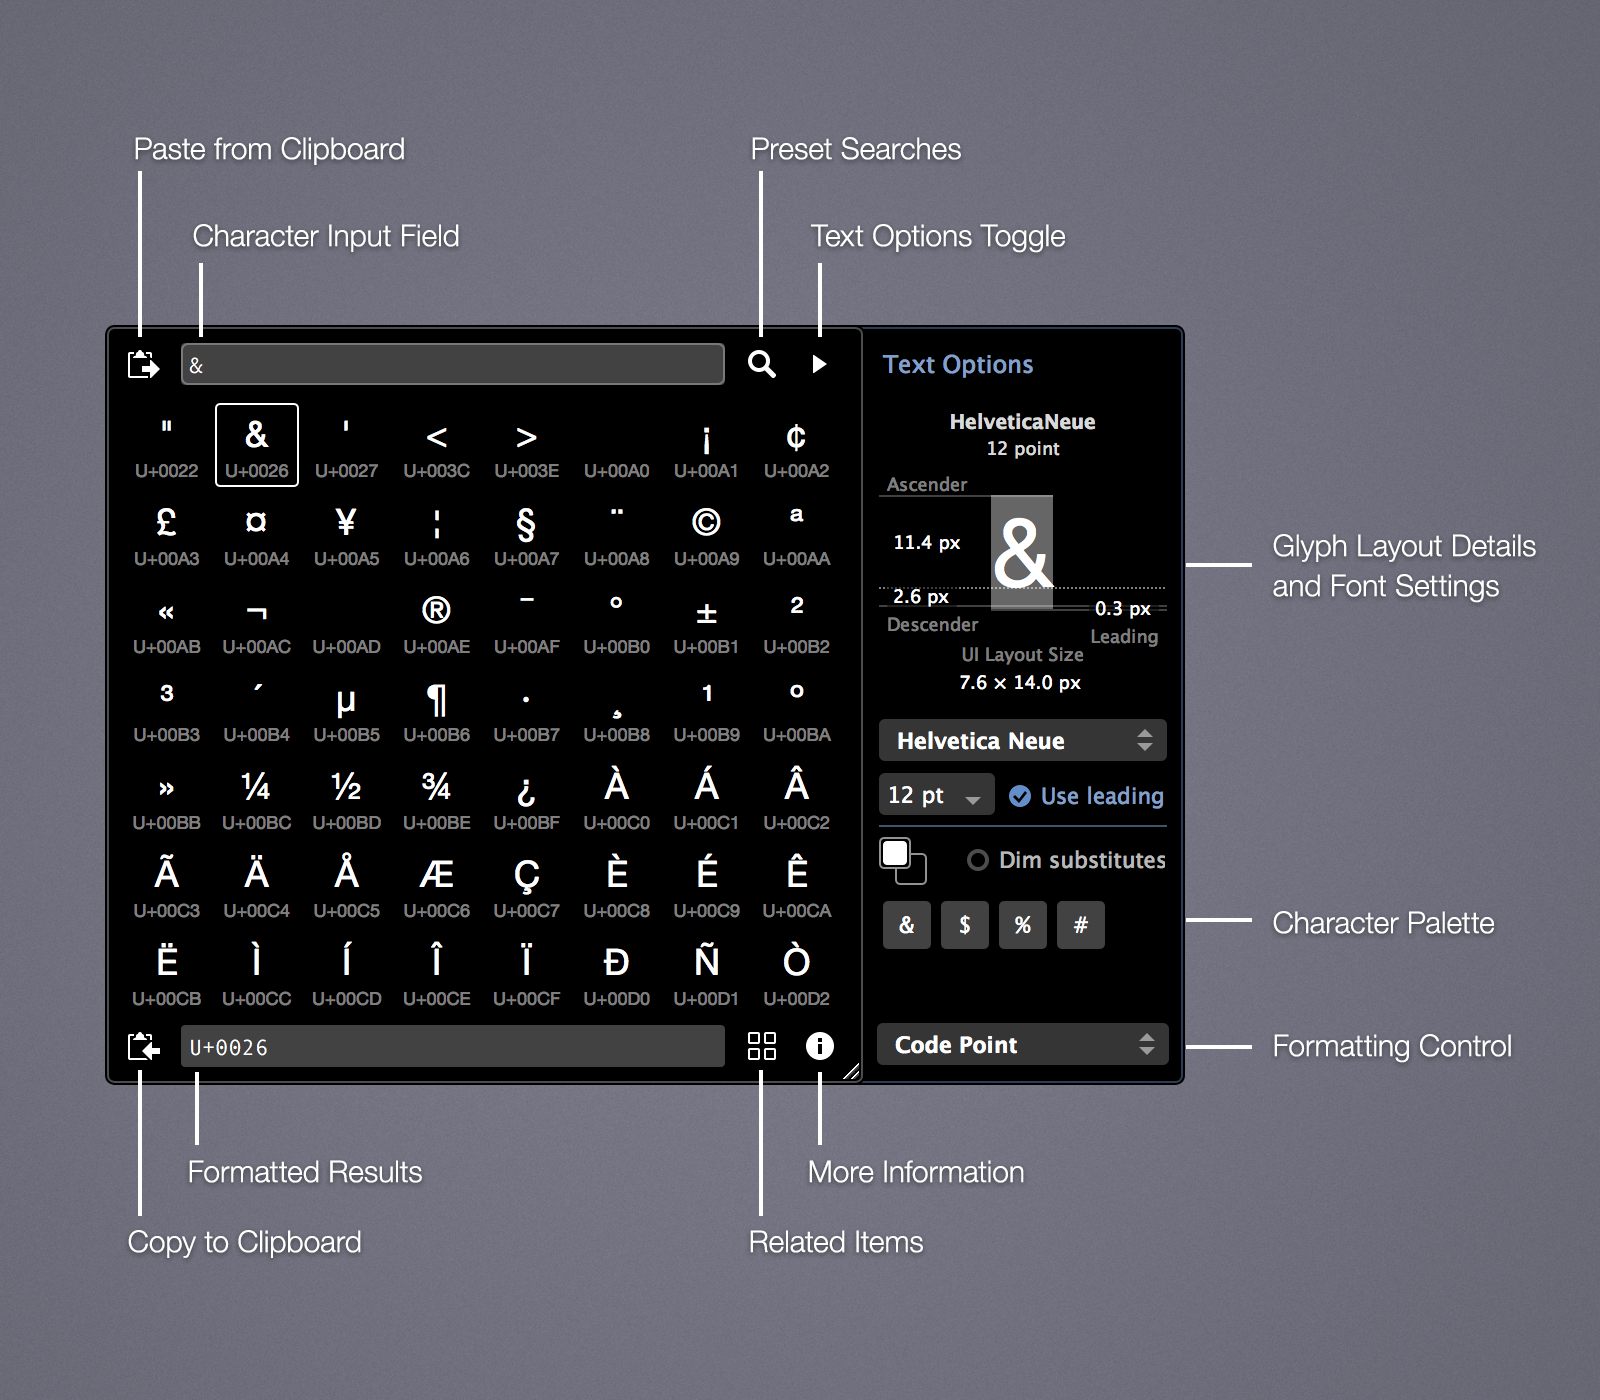 Paste from Clipboard
Preset Searches
Character Input Field
Text Options Toggle
&
Text Options
" & ' < > ¡ ¢
U+0022 U+0026 U+0027 U+003C U+003E U+00A0 U+00A1 U+00A2
£ ¤ ¥ ¦ § ¨ © ª
U+00A3 U+00A4 U+00A5 U+00A6 U+00A7 U+00A8 U+00A9 U+00AA
« ¬ ® ¯ ° ± ²
U+00AB U+00AC U+00AD U+00AE U+00AF U+00B0 U+00B1 U+00B2
³ ´ µ ¶ · ¸ ¹ º
U+00B3 U+00B4 U+00B5 U+00B6 U+00B7 U+00B8 U+00B9 U+00BA
» ¼ ½ ¾ ¿ À Á Â
U+00BB U+00BC U+00BD U+00BE U+00BF U+00C0 U+00C1 U+00C2
Ã Ä Å Æ Ç È É Ê
U+00C3 U+00C4 U+00C5 U+00C6 U+00C7 U+00C8 U+00C9 U+00CA
Ë Ì Í Î Ï Ð Ñ Ò
U+00CB U+00CC U+00CD U+00CE U+00CF U+00D0 U+00D1 U+00D2
U+0026
HelveticaNeue
12 point
Ascender
11.4 px
&
2.6 px
0.3 px
Descender
Leading
UI Layout Size
7.6 × 14.0 px
Helvetica Neue
12 pt
Use leading
Dim substitutes
& $ % #
Code Point
Glyph Layout Details
and Font Settings
Character Palette
Formatting Control
Formatted Results
More Information
Copy to Clipboard
Related Items